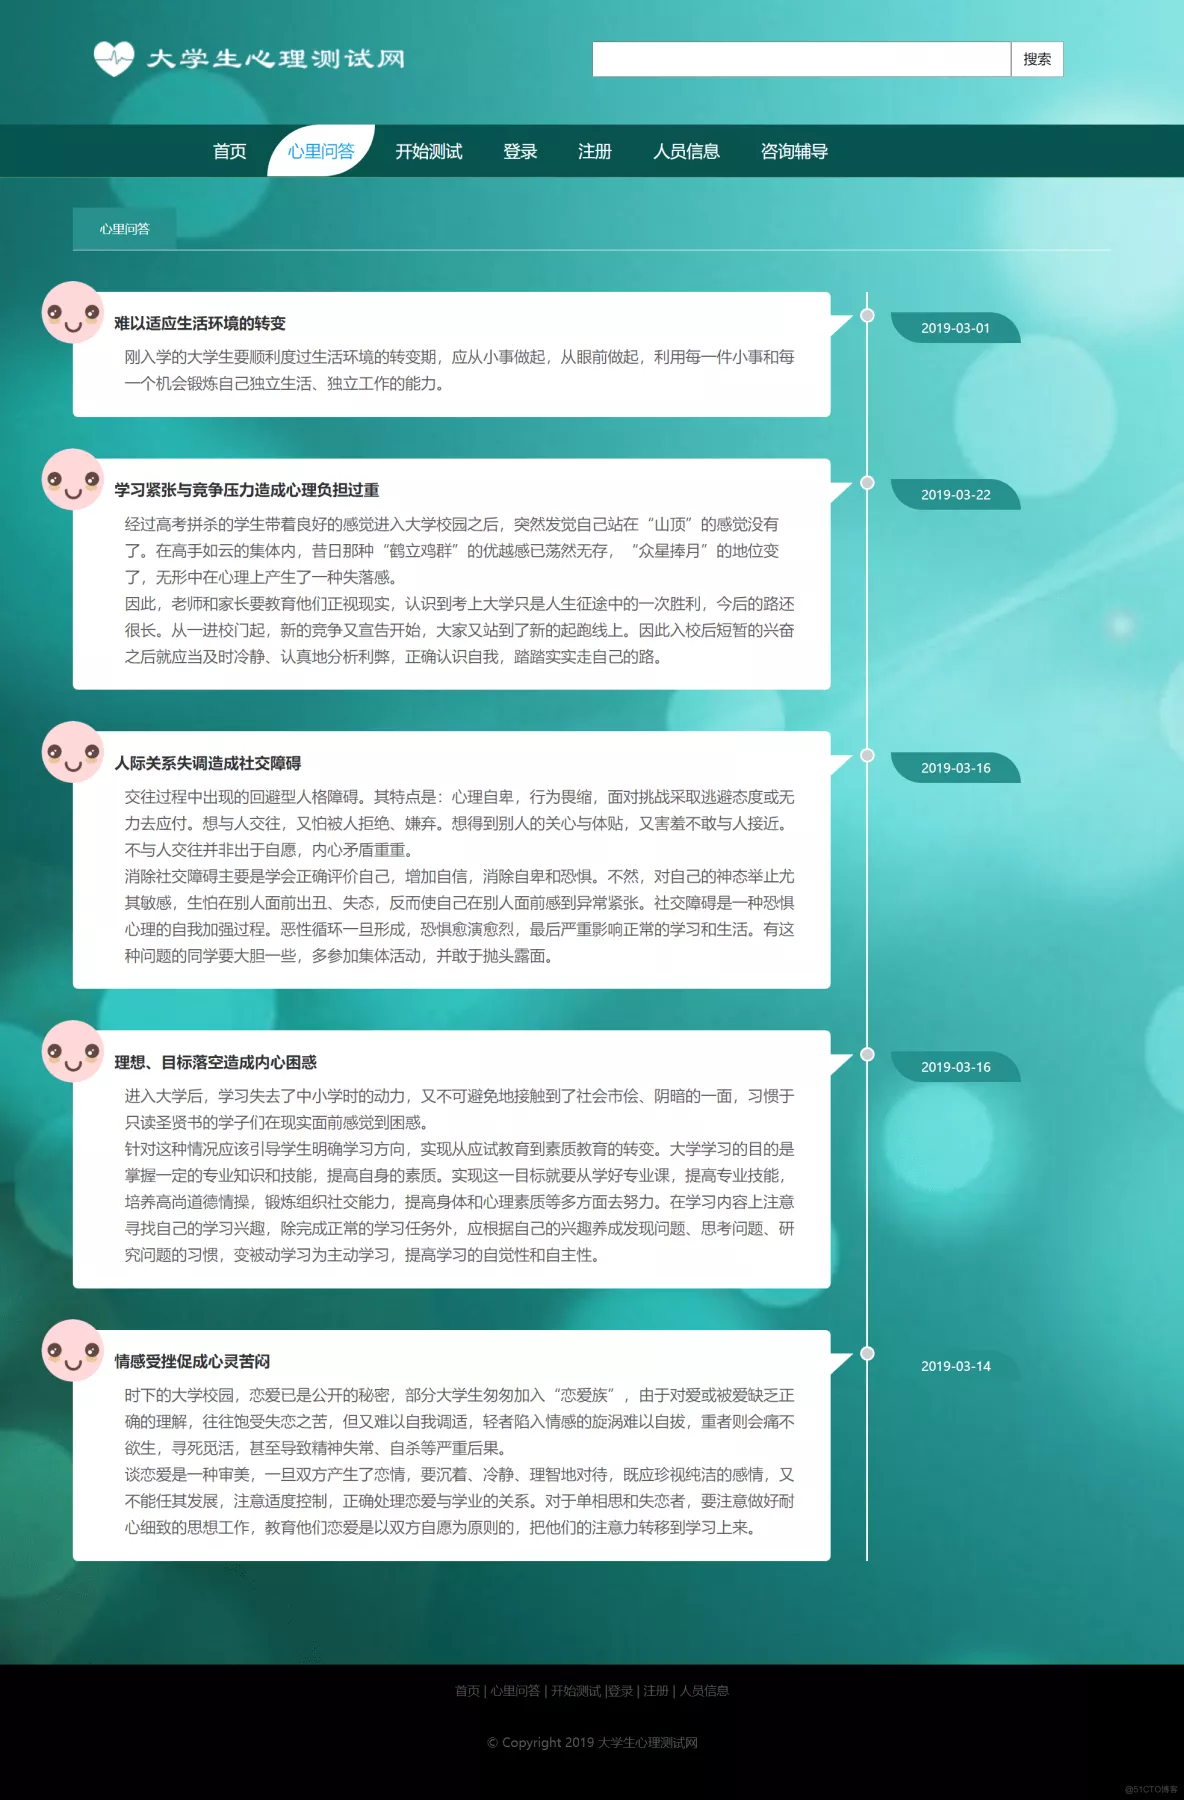 大学生心理测试网
搜索
首页 心里问答 开始测试 登录 注册 人员信息 咨询辅导
心里问答
难以适应生活环境的转变
2019-03-01
刚入学的大学生要顺利度过生活环境的转变期，应从小事做起，从眼前做起，利用每一件小事和每
一个机会锻炼自己独立生活、独立工作的能力。
学习紧张与竞争压力造成心理负担过重
2019-03-22
经过高考拼杀的学生带着良好的感觉进入大学校园之后，突然发觉自己站在“山顶”的感觉没有
了。在高手如云的集体内，昔日那种“鹤立鸡群”的优越感已荡然无存，“众星捧月”的地位变
了，无形中在心理上产生了一种失落感。
因此，老师和家长要教育他们正视现实，认识到考上大学只是人生征途中的一次胜利，今后的路还
很长。从一进校门起，新的竞争又宣告开始，大家又站到了新的起跑线上。因此入校后短暂的兴奋
之后就应当及时冷静、认真地分析利弊，正确认识自我，踏踏实实走自己的路。
人际关系失调造成社交障碍
2019-03-16
交往过程中出现的回避型人格障碍。其特点是：心理自卑，行为畏缩，面对挑战采取逃避态度或无
力去应付。想与人交往，又怕被人拒绝、嫌弃。想得到别人的关心与体贴，又害羞不敢与人接近。
不与人交往并非出于自愿，内心矛盾重重。
消除社交障碍主要是学会正确评价自己，增加自信，消除自卑和恐惧。不然，对自己的神态举止尤
其敏感，生怕在别人面前出丑、失态，反而使自己在别人面前感到异常紧张。社交障碍是一种恐惧
心理的自我加强过程。恶性循环一旦形成，恐惧愈演愈烈，最后严重影响正常的学习和生活。有这
种问题的同学要大胆一些，多参加集体活动，并敢于抛头露面。
理想、目标落空造成内心困惑
2019-03-16
进入大学后，学习失去了中小学时的动力，又不可避免地接触到了社会市侩、阴暗的一面，习惯于
只读圣贤书的学子们在现实面前感觉到困惑。
针对这种情况应该引导学生明确学习方向，实现从应试教育到素质教育的转变。大学学习的目的是
掌握一定的专业知识和技能，提高自身的素质。实现这一目标就要从学好专业课，提高专业技能，
培养高尚道德情操，锻炼组织社交能力，提高身体和心理素质等多方面去努力。在学习内容上注意
寻找自己的学习兴趣，除完成正常的学习任务外，应根据自己的兴趣养成发现问题、思考问题、研
究问题的习惯，变被动学习为主动学习，提高学习的自觉性和自主性。
情感受挫促成心灵苦闷
2019-03-14
时下的大学校园，恋爱已是公开的秘密，部分大学生匆匆加入“恋爱族”，由于对爱或被爱缺乏正
确的理解，往往饱受失恋之苦，但又难以自我调适，轻者陷入情感的旋涡难以自拔，重者则会痛不
欲生，寻死觅活，甚至导致精神失常、自杀等严重后果。
谈恋爱是一种审美，一旦双方产生了恋情，要沉着、冷静、理智地对待，既应珍视纯洁的感情，又
不能任其发展，注意适度控制，正确处理恋爱与学业的关系。对于单相思和失恋者，要注意做好耐
心细致的思想工作，教育他们恋爱是以双方自愿为原则的，把他们的注意力转移到学习上来。
首页 | 心里问答 | 开始测试 |登录 | 注册 | 人员信息
© Copyright 2019 大学生心理测试网
@51CTO博客